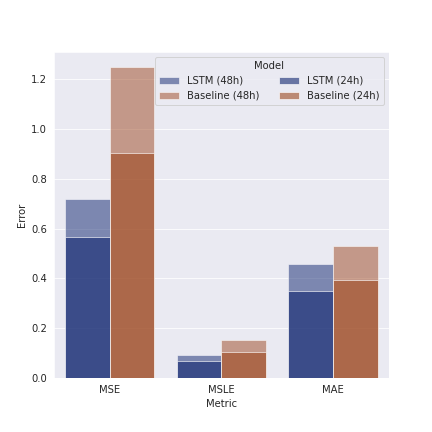 Model
LSTM (48h) LSTM (24h)
Baseline (48h) Baseline (24h)
1.2
1.0
0.8
0.6
0.4
0.2
0.0
Error
MSE MSLE MAE
Metric